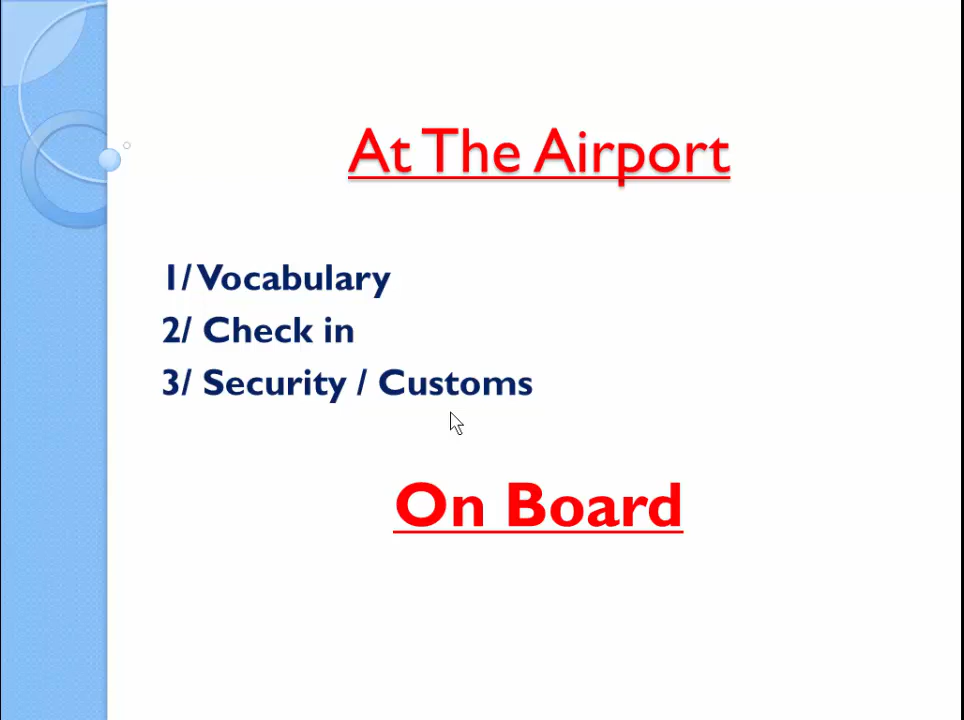 At The Airport
1/ Vocabulary
2/ Check in
3/ Security / Customs
On Board